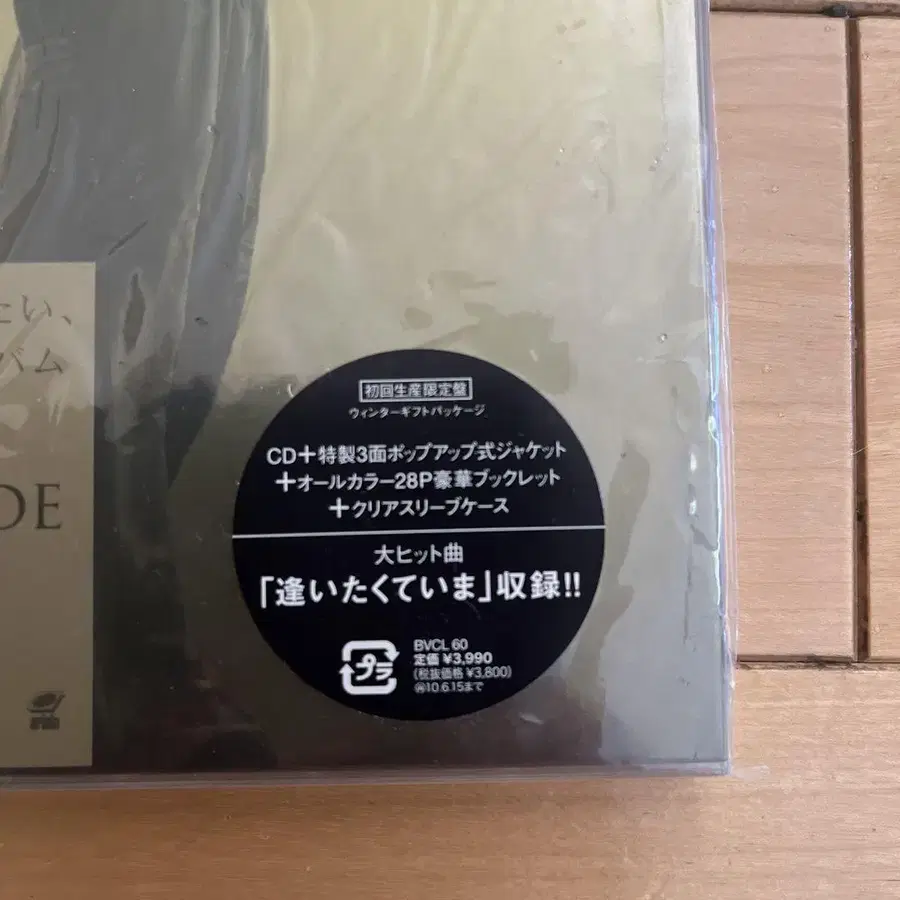 たい、
バム
DE
初回生産限定盤
ウィンターギフトパッケージ
CD＋特製3面ポップアップ式ジャケット
＋オールカラー28P豪華ブックレット
＋クリアスリーブケース
大ヒット曲
「逢いたくていま」収録!!
プラ
BVCL 60
定価 ¥3,990
(税抜価格 ¥3,800)
Ⓗ10.6.15まで